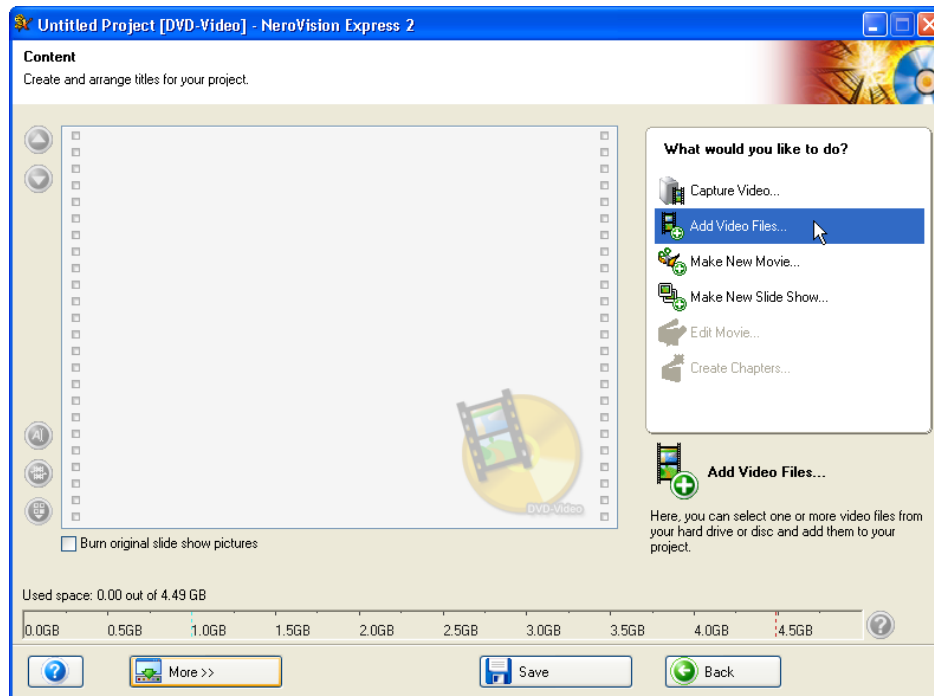 Untitled Project [DVD-Video] - NeroVision Express 2
Content
Create and arrange titles for your project.
What would you like to do?
Capture Video...
Add Video Files...
Make New Movie...
Make New Slide Show...
Edit Movie...
Create Chapters...
DVD-Video
Add Video Files...
Here, you can select one or more video files from
your hard drive or disc and add them to your
project.
Burn original slide show pictures
Used space: 0.00 out of 4.49 GB
0.0GB 0.5GB 1.0GB 1.5GB 2.0GB 2.5GB 3.0GB 3.5GB 4.0GB 4.5GB
More >> Save Back